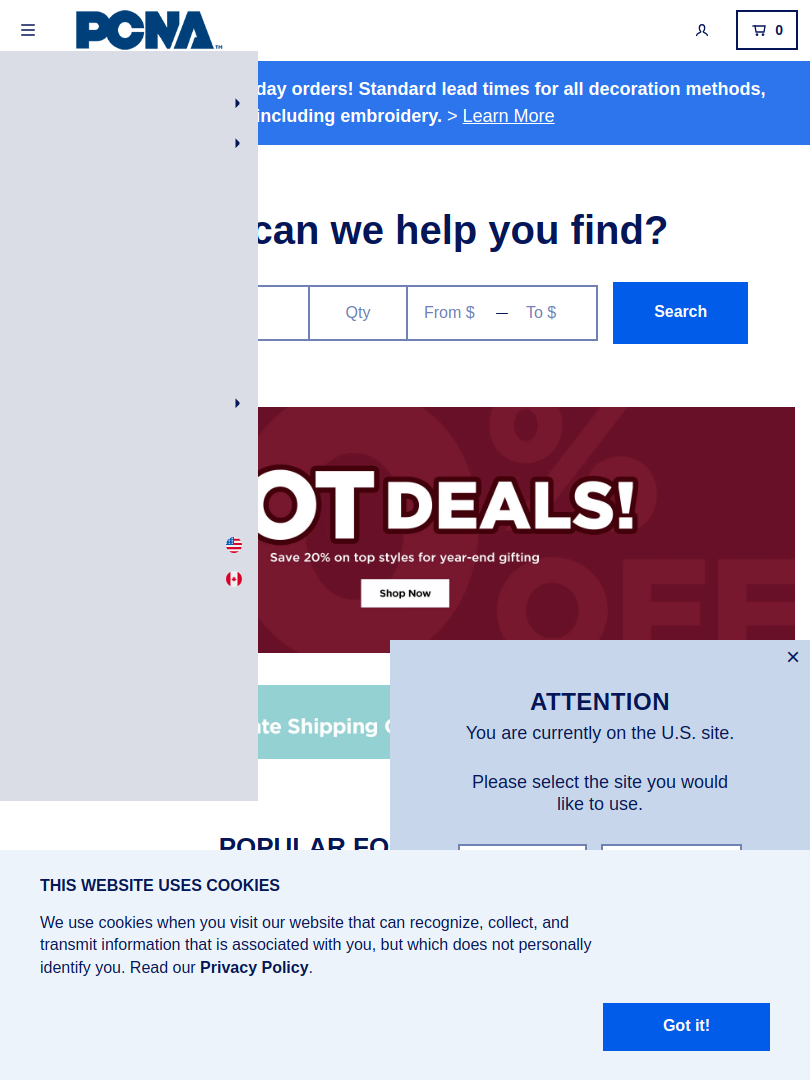 PCNA™
0
day orders! Standard lead times for all decoration methods,
including embroidery. > Learn More
can we help you find?
Qty
From $ — To $
Search
OT DEALS!
Save 20% on top styles for year-end gifting
Shop Now
% OFF
Shipping
×
ATTENTION
You are currently on the U.S. site.
Please select the site you would
like to use.
POPULAR FO
THIS WEBSITE USES COOKIES
We use cookies when you visit our website that can recognize, collect, and
transmit information that is associated with you, but which does not personally
identify you. Read our Privacy Policy.
Got it!